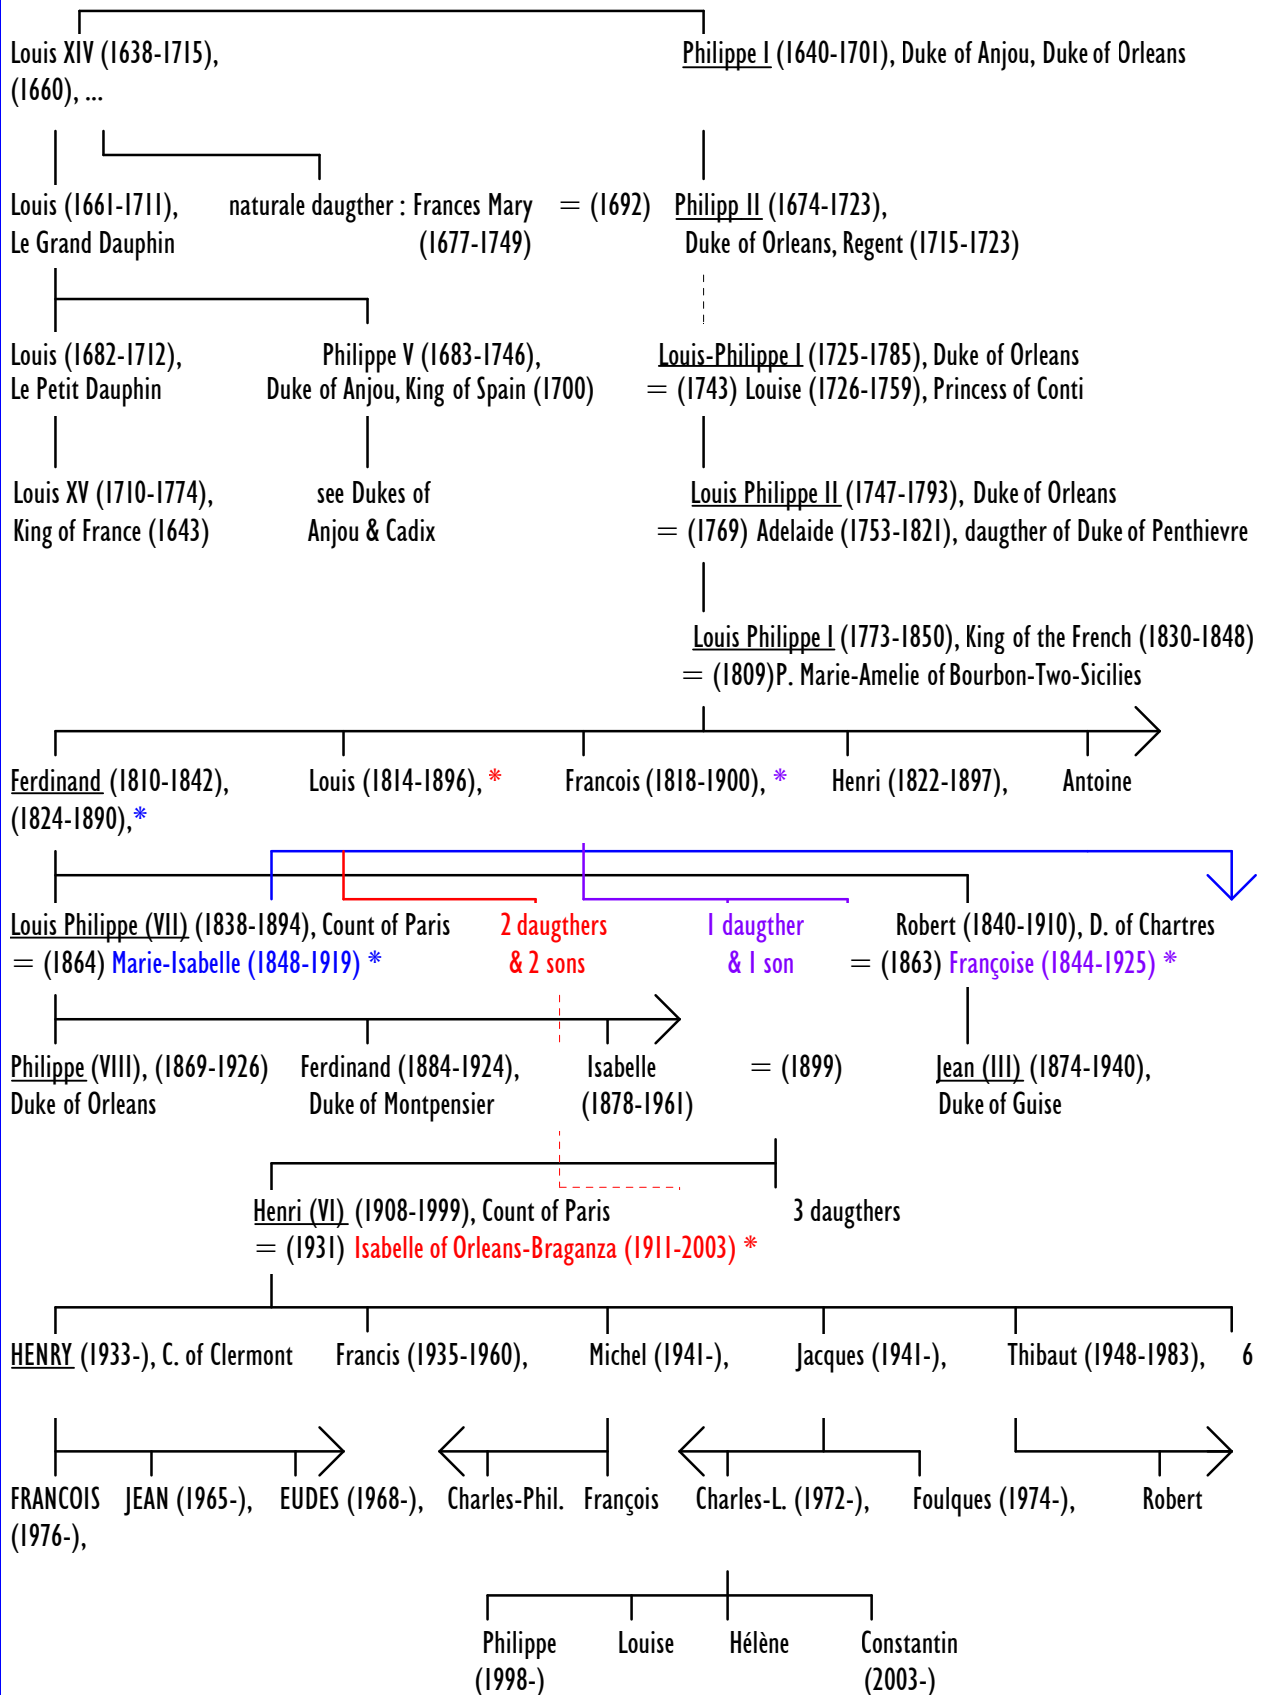 Louis XIV (1638-1715),
(1660), ...
Philippe I (1640-1701), Duke of Anjou, Duke of Orleans
Louis (1661-1711),
Le Grand Dauphin
naturale daugther : Frances Mary
(1677-1749)
= (1692)
Philipp II (1674-1723),
Duke of Orleans, Regent (1715-1723)
Louis (1682-1712),
Le Petit Dauphin
Philippe V (1683-1746),
Duke of Anjou, King of Spain (1700)
Louis-Philippe I (1725-1785), Duke of Orleans
= (1743) Louise (1726-1759), Princess of Conti
Louis XV (1710-1774),
King of France (1643)
see Dukes of
Anjou & Cadix
Louis Philippe II (1747-1793), Duke of Orleans
= (1769) Adelaide (1753-1821), daugther of Duke of Penthievre
Louis Philippe I (1773-1850), King of the French (1830-1848)
= (1809)P. Marie-Amelie of Bourbon-Two-Sicilies
Ferdinand (1810-1842),
(1824-1890),*
Louis (1814-1896), *
Francois (1818-1900), *
Henri (1822-1897),
Antoine
Louis Philippe (VII) (1838-1894), Count of Paris
= (1864) Marie-Isabelle (1848-1919) *
2 daugthers
& 2 sons
1 daugther
& 1 son
Robert (1840-1910), D. of Chartres
= (1863) Françoise (1844-1925) *
Philippe (VIII), (1869-1926)
Duke of Orleans
Ferdinand (1884-1924),
Duke of Montpensier
Isabelle
(1878-1961)
= (1899)
Jean (III) (1874-1940),
Duke of Guise
Henri (VI) (1908-1999), Count of Paris
= (1931) Isabelle of Orleans-Braganza (1911-2003) *
3 daugthers
HENRY (1933-), C. of Clermont
Francis (1935-1960),
Michel (1941-),
Jacques (1941-),
Thibaut (1948-1983),
6
FRANCOIS
(1976-),
JEAN (1965-),
EUDES (1968-),
Charles-Phil.
François
Charles-L. (1972-),
Foulques (1974-),
Robert
Philippe
(1998-)
Louise
Hélène
Constantin
(2003-)